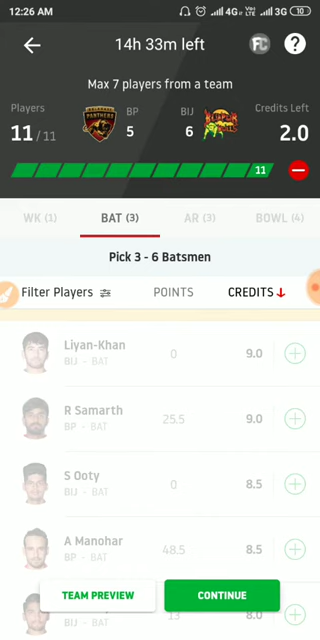 12:26 AM 4G Vo LTE 3G 10
14h 33m left FC ?
Max 7 players from a team
Players BP BIJ Credits Left
11 / 11 5 6 2.0
11
WK (1) BAT (3) AR (3) BOWL (4)
Pick 3 - 6 Batsmen
Filter Players POINTS CREDITS
Liyan-Khan
BIJ - BAT
0 9.0
R Samarth
BP - BAT
25.5 9.0
S Ooty
BIJ - BAT
0 8.5
A Manohar
BP - BAT
48.5 8.5
TEAM PREVIEW CONTINUE
BIJ - BAT
13 8.0